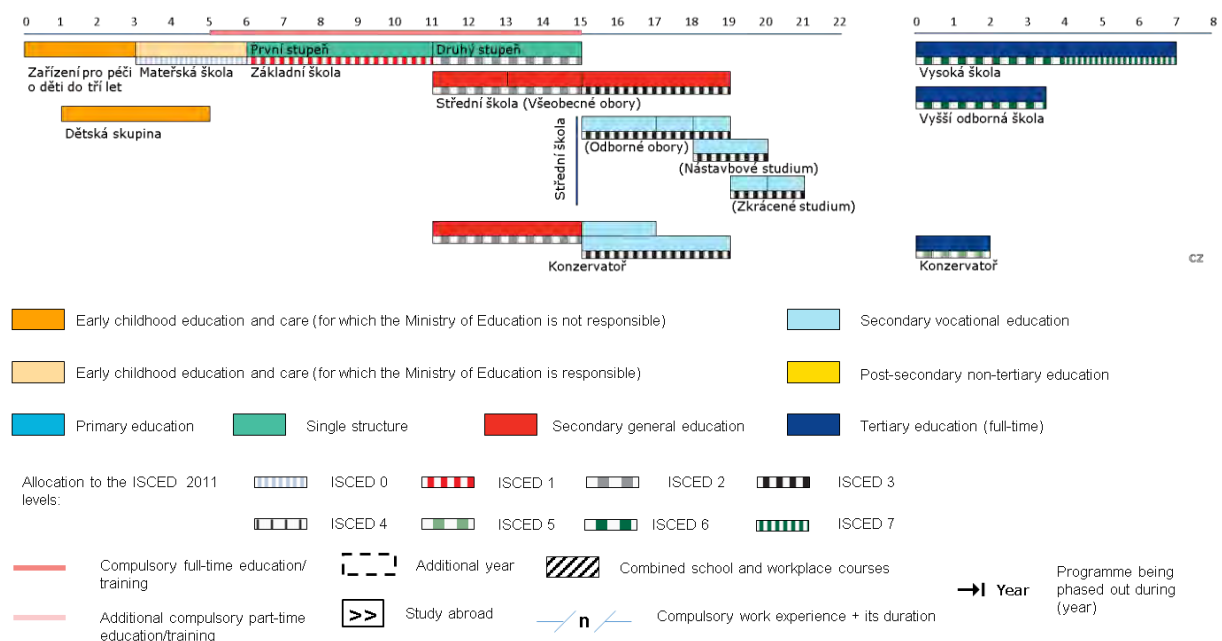 0 1 2 3 4 5 6 7 8 9 10 11 12 13 14 15 16 17 18 19 20 21 22
0 1 2 3 4 5 6 7 8
První stupeň
Druhý stupeň
Zařízení pro péči
o děti do tří let
Mateřská škola
Základní škola
Vysoká škola
Střední škola (Všeobecné obory)
Vyšší odborná škola
Dětská skupina
Střední škola
(Odborné obory)
(Nástavbové studium)
(Zkrácené studium)
Konzervatoř
Konzervatoř
CZ
Early childhood education and care (for which the Ministry of Education is not responsible)
Secondary vocational education
Early childhood education and care (for which the Ministry of Education is responsible)
Post-secondary non-tertiary education
Primary education
Single structure
Secondary general education
Tertiary education (full-time)
Allocation to the ISCED 2011
levels:
ISCED 0
ISCED 1
ISCED 2
ISCED 3
ISCED 4
ISCED 5
ISCED 6
ISCED 7
Compulsory full-time education/
training
Additional year
Combined school and workplace courses
Year
Programme being
phased out during
(year)
Additional compulsory part-time
education/training
>>
Study abroad
n
Compulsory work experience + its duration